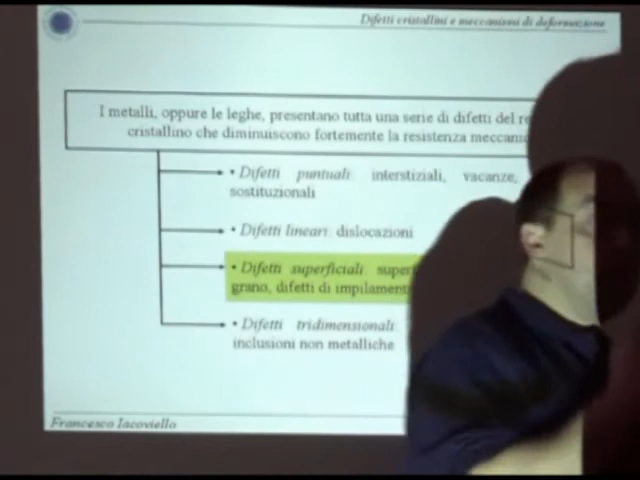 Difetti cristallini e meccanismi di deformazione
I metalli, oppure le leghe, presentano tutta una serie di difetti del re
cristallino che diminuiscono fortemente la resistenza meccani
• Difetti puntuali: interstiziali, vacanze,
sostituzionali
• Difetti lineari: dislocazioni
• Difetti superficiali: super
grano, difetti di impilament
• Difetti tridimensionali:
inclusioni non metalliche
Francesco Iacoviello